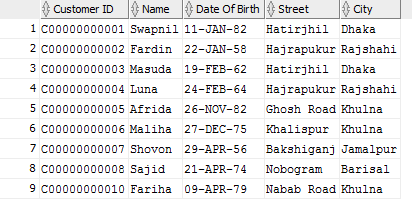 Customer ID Name Date Of Birth Street City
1 C00000000001 Swapnil 11-JAN-82 Hatirjhil Dhaka
2 C00000000002 Fardin 22-JAN-58 Hajrapukur Rajshahi
3 C00000000003 Masuda 19-FEB-62 Hatirjhil Dhaka
4 C00000000004 Luna 24-FEB-64 Hajrapukur Rajshahi
5 C00000000005 Afrida 26-NOV-82 Ghosh Road Khulna
6 C00000000006 Maliha 27-DEC-75 Khalispur Khulna
7 C00000000007 Shovon 29-APR-56 Bakshiganj Jamalpur
8 C00000000008 Sajid 21-APR-74 Nobogram Barisal
9 C00000000010 Fariha 09-APR-79 Nabab Road Khulna